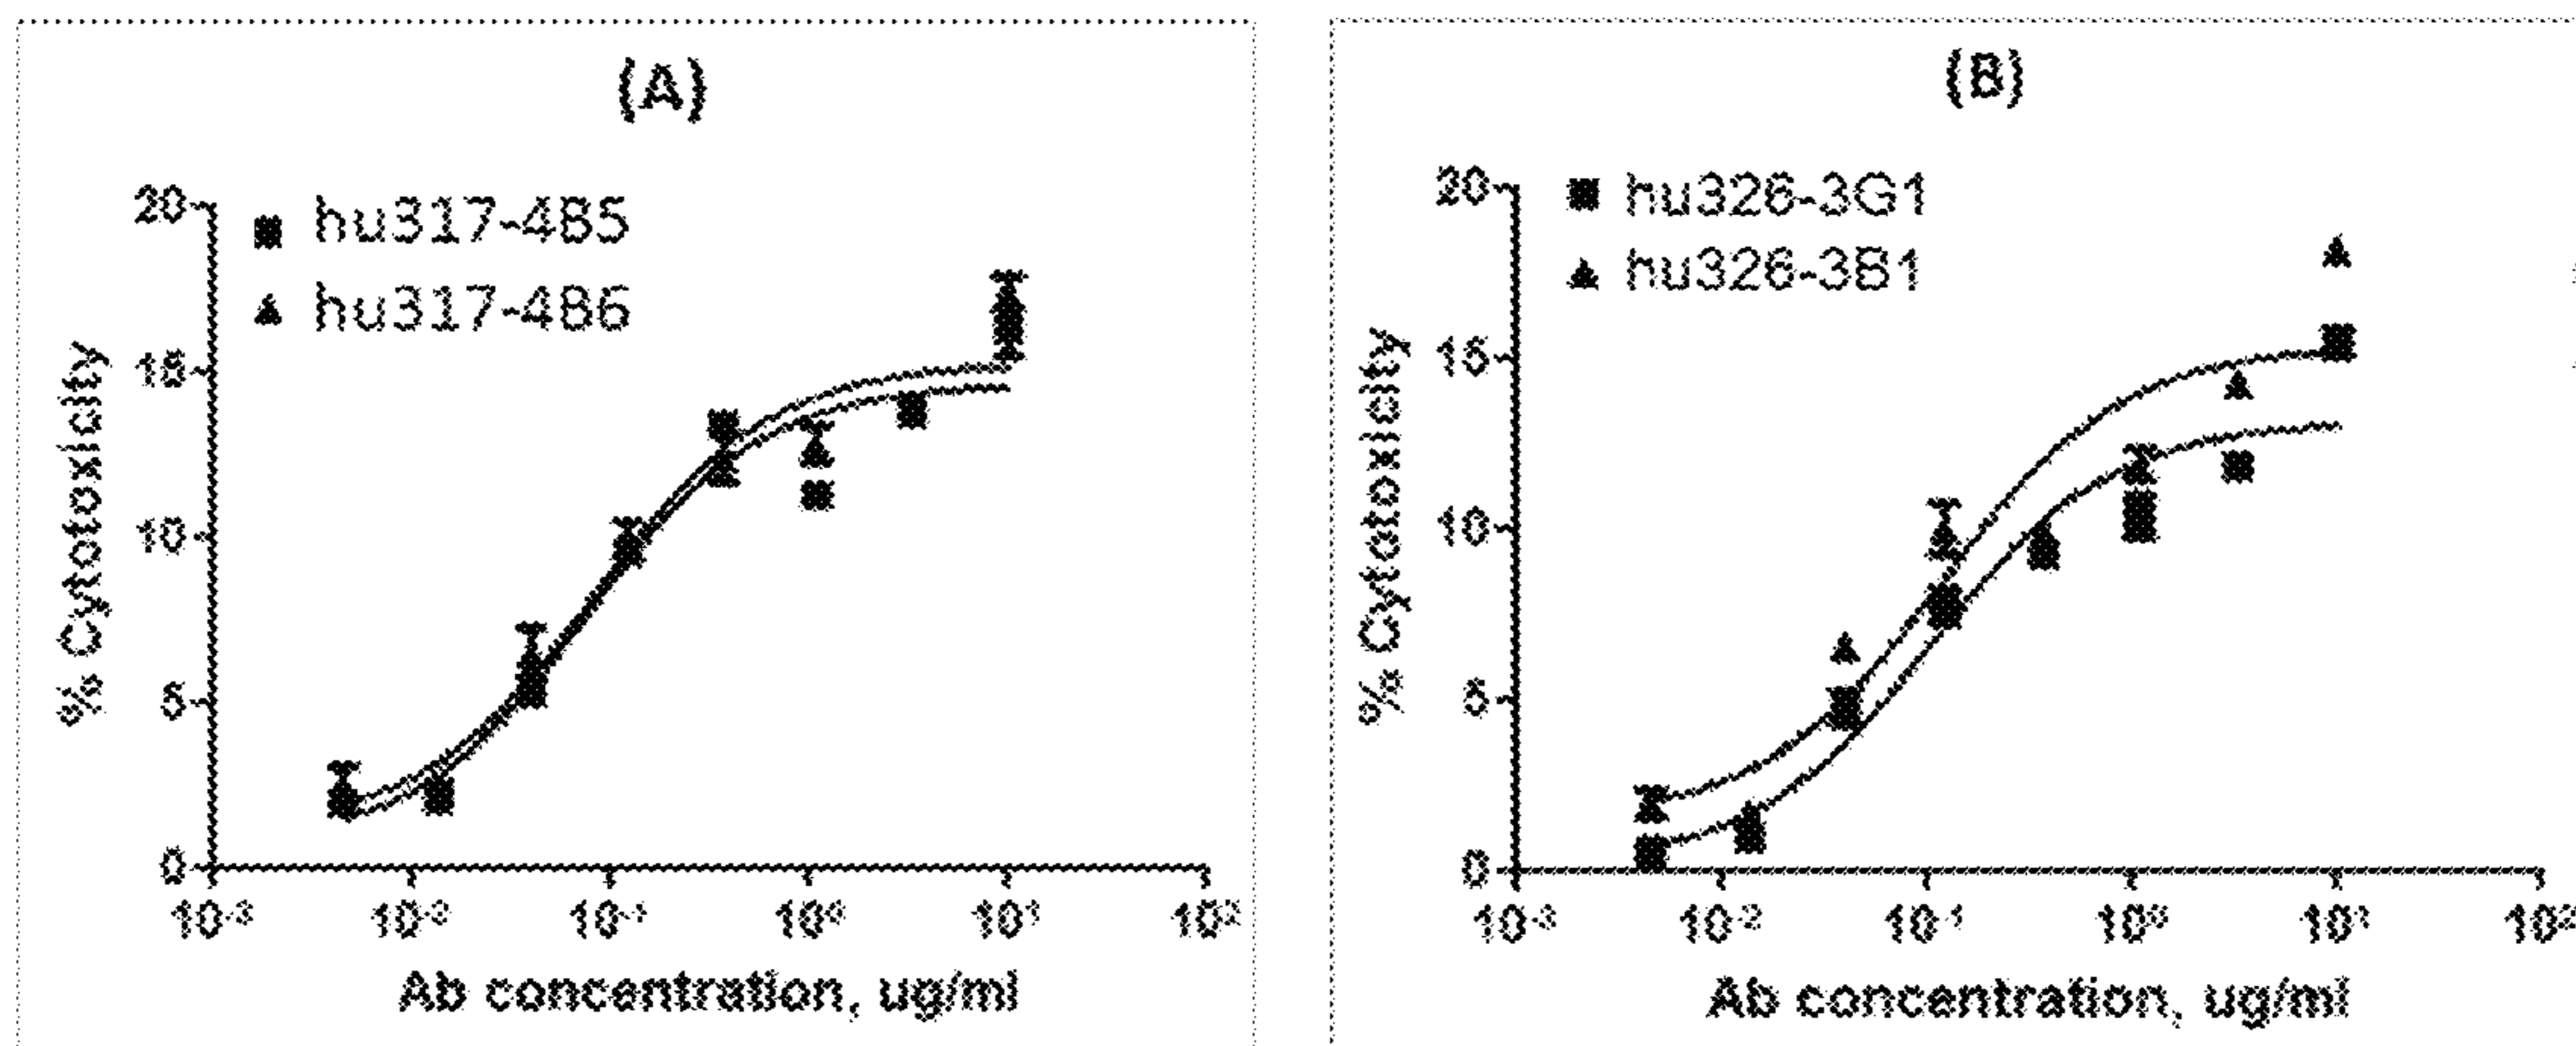 (A)
20
15
10
5
0
% Cytotoxicity
hu317-4B5
hu317-4B6
10-3
10-2
10-1
100
101
102
Ab concentration, ug/ml
(B)
20
15
10
5
0
% Cytotoxicity
hu326-3G1
hu326-3B1
10-3
10-2
10-1
100
101
102
Ab concentration, ug/ml